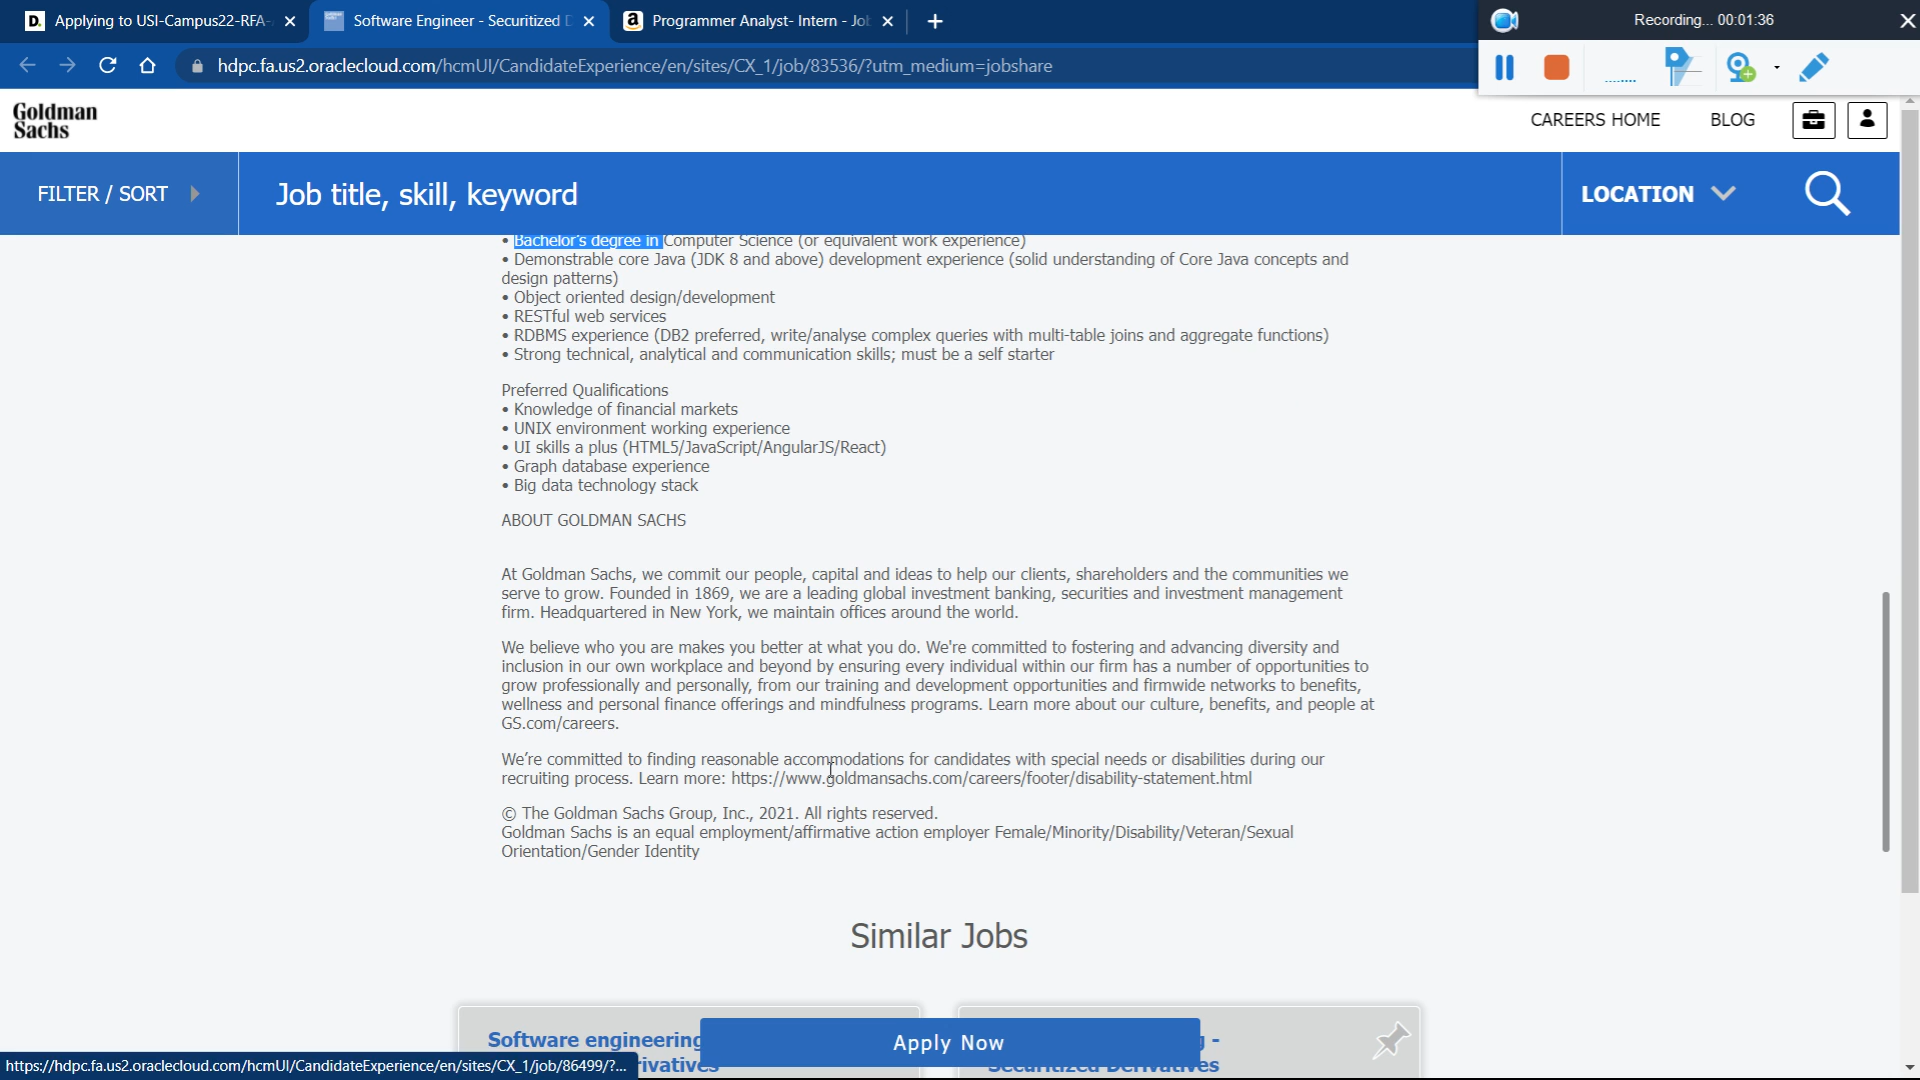 Applying to USI-Campus22-RFA-
Software Engineer - Securitized D
Programmer Analyst- Intern - Jo
Recording... 00:01:36
hdpc.fa.us2.oraclecloud.com/hcmUI/CandidateExperience/en/sites/CX_1/job/83536/?utm_medium=jobshare
Goldman
Sachs
CAREERS HOME
BLOG
FILTER / SORT
Job title, skill, keyword
LOCATION
• Bachelor's degree in Computer Science (or equivalent work experience)
• Demonstrable core Java (JDK 8 and above) development experience (solid understanding of Core Java concepts and
design patterns)
• Object oriented design/development
• RESTful web services
• RDBMS experience (DB2 preferred, write/analyse complex queries with multi-table joins and aggregate functions)
• Strong technical, analytical and communication skills; must be a self starter
Preferred Qualifications
• Knowledge of financial markets
• UNIX environment working experience
• UI skills a plus (HTML5/JavaScript/AngularJS/React)
• Graph database experience
• Big data technology stack
ABOUT GOLDMAN SACHS
At Goldman Sachs, we commit our people, capital and ideas to help our clients, shareholders and the communities we
serve to grow. Founded in 1869, we are a leading global investment banking, securities and investment management
firm. Headquartered in New York, we maintain offices around the world.
We believe who you are makes you better at what you do. We're committed to fostering and advancing diversity and
inclusion in our own workplace and beyond by ensuring every individual within our firm has a number of opportunities to
grow professionally and personally, from our training and development opportunities and firmwide networks to benefits,
wellness and personal finance offerings and mindfulness programs. Learn more about our culture, benefits, and people at
GS.com/careers.
We're committed to finding reasonable accommodations for candidates with special needs or disabilities during our
recruiting process. Learn more: https://www.goldmansachs.com/careers/footer/disability-statement.html
© The Goldman Sachs Group, Inc., 2021. All rights reserved.
Goldman Sachs is an equal employment/affirmative action employer Female/Minority/Disability/Veteran/Sexual
Orientation/Gender Identity
Similar Jobs
Software engineering
Apply Now
-
rivatives
Securitized Derivatives
https://hdpc.fa.us2.oraclecloud.com/hcmUI/CandidateExperience/en/sites/CX_1/job/86499/?...